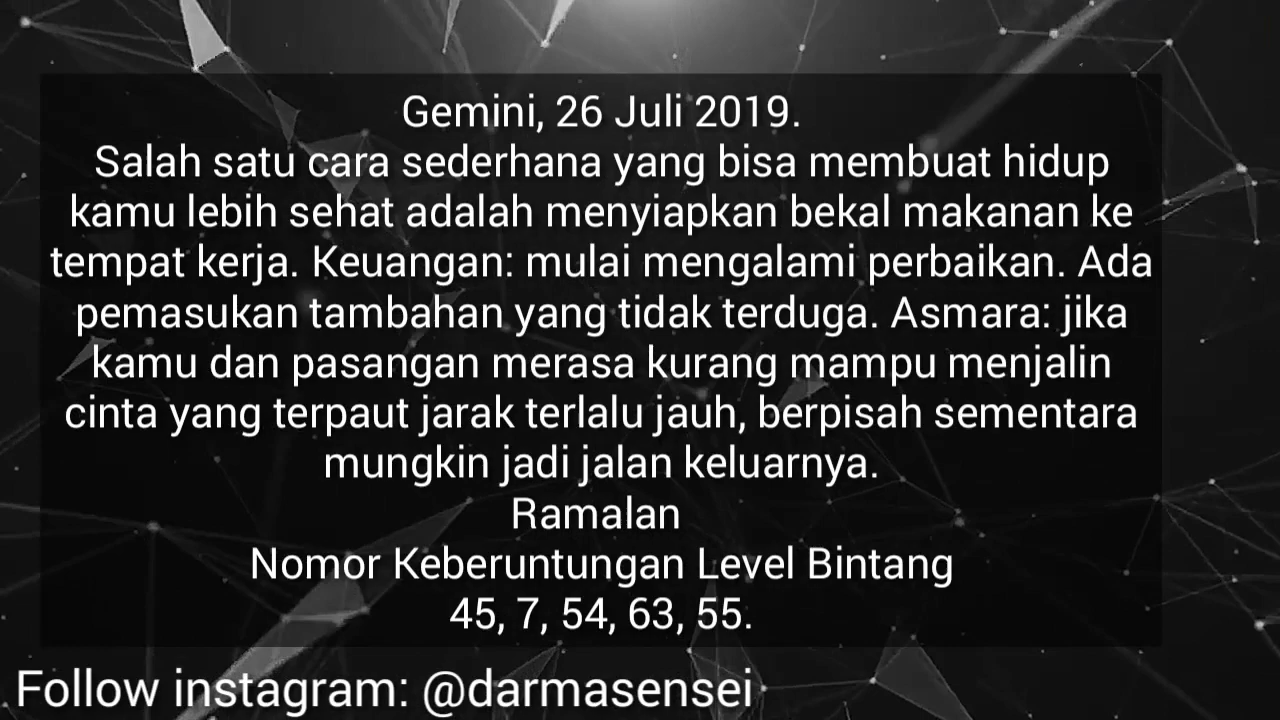 Gemini, 26 Juli 2019.
Salah satu cara sederhana yang bisa membuat hidup
kamu lebih sehat adalah menyiapkan bekal makanan ke
tempat kerja. Keuangan: mulai mengalami perbaikan. Ada
pemasukan tambahan yang tidak terduga. Asmara: jika
kamu dan pasangan merasa kurang mampu menjalin
cinta yang terpaut jarak terlalu jauh, berpisah sementara
mungkin jadi jalan keluarnya.
Ramalan
Nomor Keberuntungan Level Bintang
45, 7, 54, 63, 55.
Follow instagram: @darmasensei